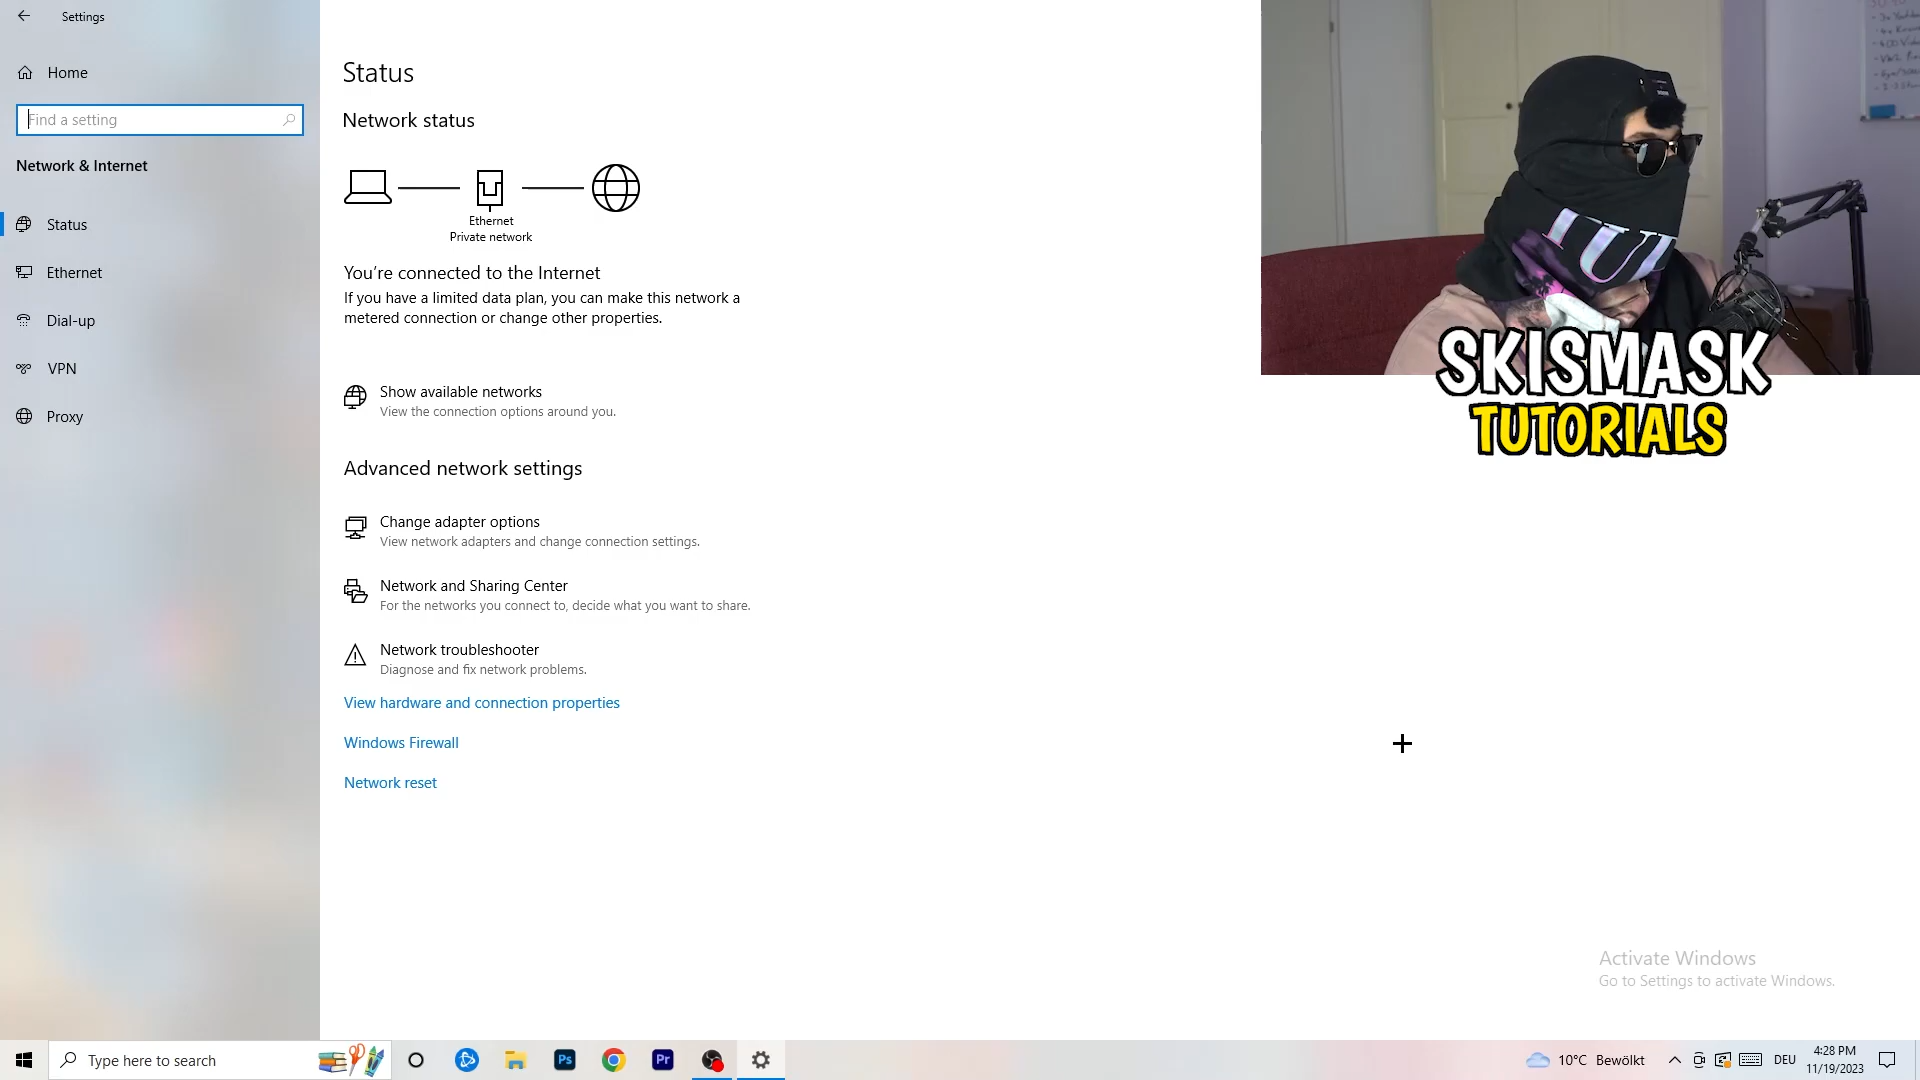 Settings
Home
Find a setting
Network & Internet
Status
Ethernet
Dial-up
VPN
Proxy
Status
Network status
Ethernet
Private network
You're connected to the Internet
If you have a limited data plan, you can make this network a
metered connection or change other properties.
Show available networks
View the connection options around you.
Advanced network settings
Change adapter options
View network adapters and change connection settings.
Network and Sharing Center
For the networks you connect to, decide what you want to share.
Network troubleshooter
Diagnose and fix network problems.
View hardware and connection properties
Windows Firewall
Network reset
SKISMASK
TUTORIALS
Activate Windows
Go to Settings to activate Windows.
Type here to search
Ps
Pr
10°C Bewölkt
DEU
4:28 PM
11/19/2023